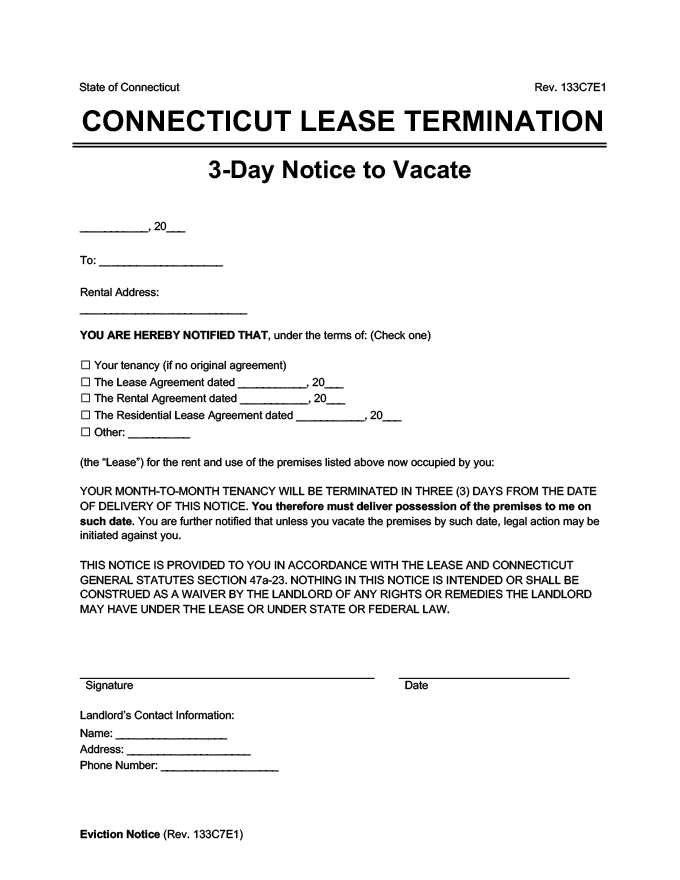 State of Connecticut Rev. 133C7E1
CONNECTICUT LEASE TERMINATION
3-Day Notice to Vacate
___________, 20___
To: ____________________
Rental Address:
___________________________
YOU ARE HEREBY NOTIFIED THAT, under the terms of: (Check one)
☐ Your tenancy (if no original agreement)
☐ The Lease Agreement dated ___________, 20___
☐ The Rental Agreement dated ___________, 20___
☐ The Residential Lease Agreement dated ___________, 20___
☐ Other: __________
(the “Lease”) for the rent and use of the premises listed above now occupied by you:
YOUR MONTH-TO-MONTH TENANCY WILL BE TERMINATED IN THREE (3) DAYS FROM THE DATE
OF DELIVERY OF THIS NOTICE. You therefore must deliver possession of the premises to me on
such date. You are further notified that unless you vacate the premises by such date, legal action may be
initiated against you.
THIS NOTICE IS PROVIDED TO YOU IN ACCORDANCE WITH THE LEASE AND CONNECTICUT
GENERAL STATUTES SECTION 47a-23. NOTHING IN THIS NOTICE IS INTENDED OR SHALL BE
CONSTRUED AS A WAIVER BY THE LANDLORD OF ANY RIGHTS OR REMEDIES THE LANDLORD
MAY HAVE UNDER THE LEASE OR UNDER STATE OR FEDERAL LAW.
Signature Date
Landlord’s Contact Information:
Name: __________________
Address: ____________________
Phone Number: ___________________
Eviction Notice (Rev. 133C7E1)